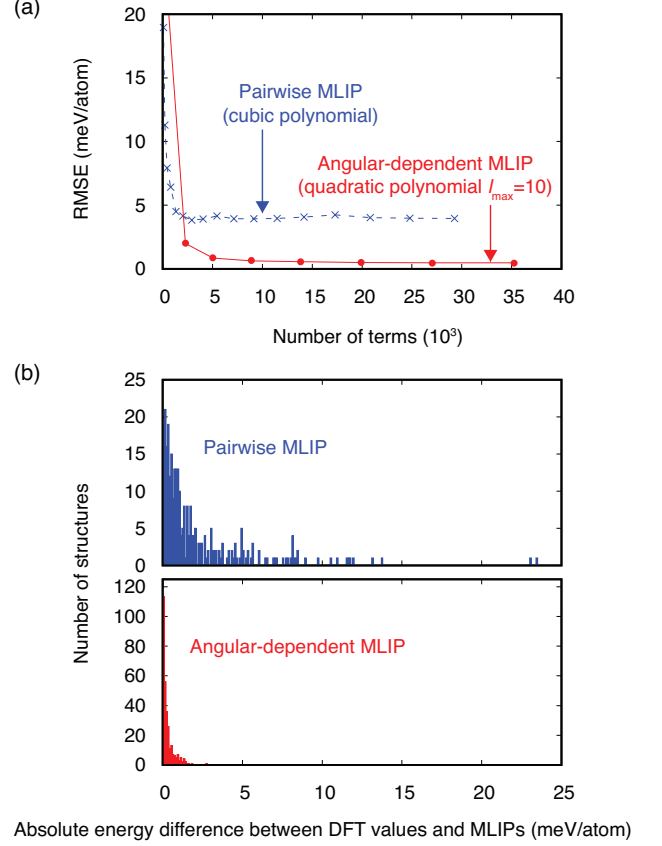 (a)
20
15
10
5
0
RMSE (meV/atom)
Pairwise MLIP
(cubic polynomial)
Angular-dependent MLIP
(quadratic polynomial lmax=10)
0 5 10 15 20 25 30 35 40
Number of terms (10³)
(b)
25
20
15
10
5
0
Pairwise MLIP
Number of structures
120
100
80
60
40
20
0
Angular-dependent MLIP
0 5 10 15 20 25
Absolute energy difference between DFT values and MLIPs (meV/atom)